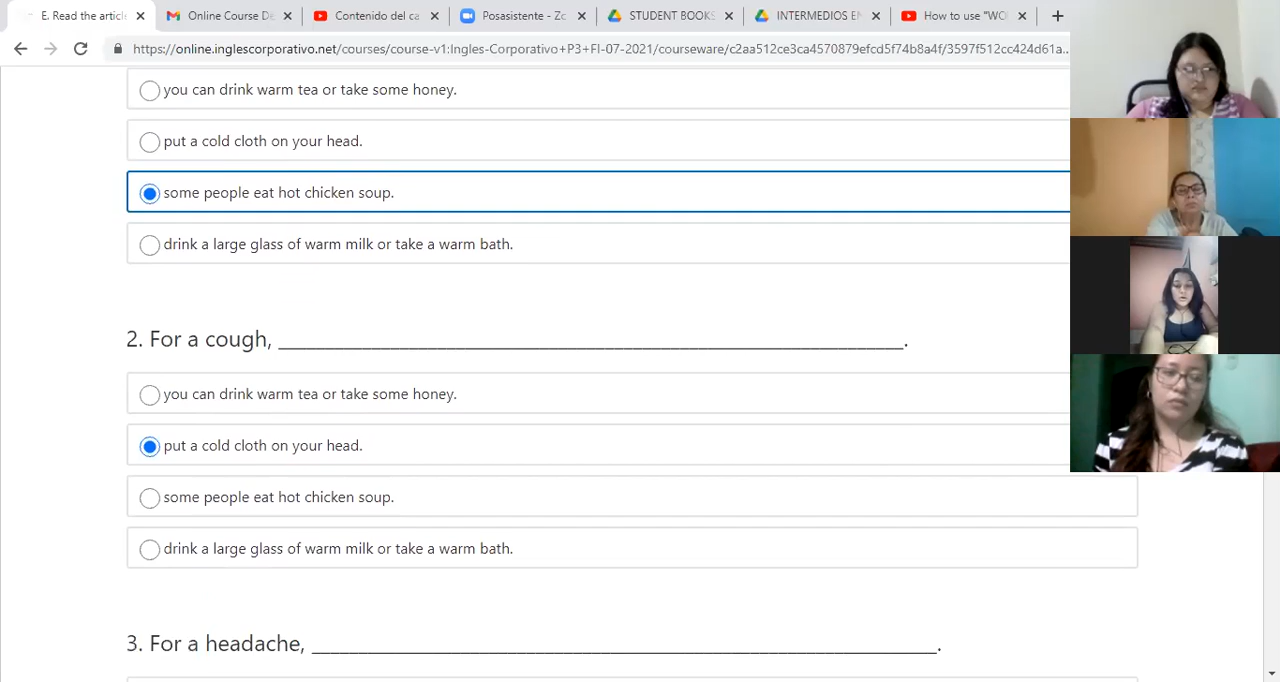 E. Read the article
Online Course De
Contenido del ca
Posasistente - Zo
STUDENT BOOKS
INTERMEDIOS EN
How to use "WO
https://online.inglescorporativo.net/courses/course-v1:Ingles-Corporativo+P3+FI-07-2021/courseware/c2aa512ce3ca4570879efcd5f74b8a4f/3597f512cc424d61a...
you can drink warm tea or take some honey.
put a cold cloth on your head.
some people eat hot chicken soup.
drink a large glass of warm milk or take a warm bath.
2. For a cough, ______________________________.
you can drink warm tea or take some honey.
put a cold cloth on your head.
some people eat hot chicken soup.
drink a large glass of warm milk or take a warm bath.
3. For a headache, ______________________________.